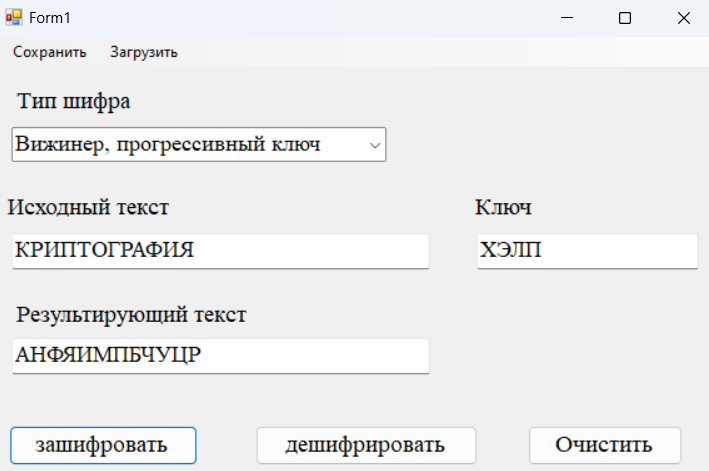 Form1
Сохранить Загрузить
Тип шифра
Вижинер, прогрессивный ключ
Исходный текст Ключ
КРИПТОГРАФИЯ ХЭЛП
Результирующий текст
АНФЯИМПБЧУЦР
зашифровать дешифрировать Очистить